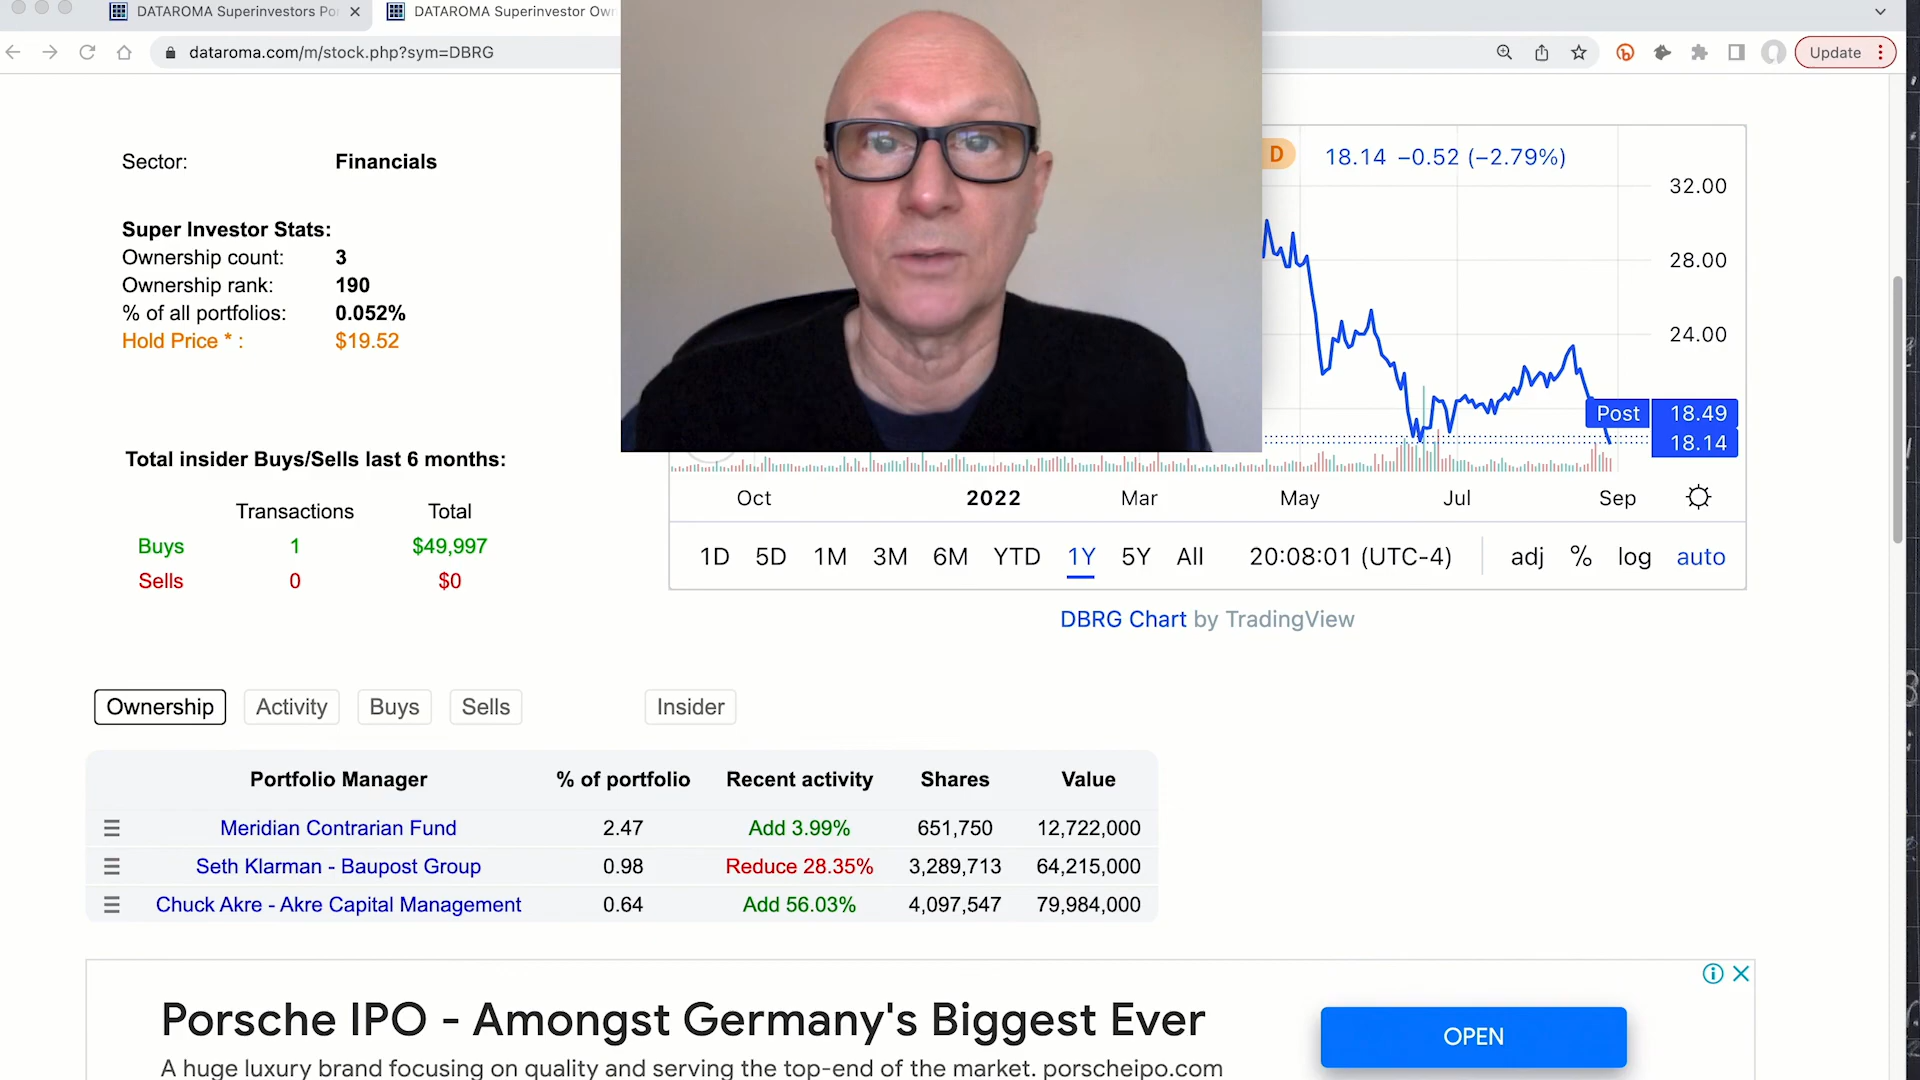 DATAROMA Superinvestors Po
DATAROMA Superinvestor Own
dataroma.com/m/stock.php?sym=DBRG
Update
Sector: Financials
Super Investor Stats:
Ownership count: 3
Ownership rank: 190
% of all portfolios: 0.052%
Hold Price * : $19.52
Total insider Buys/Sells last 6 months:
Transactions Total
Buys 1 $49,997
Sells 0 $0
D 18.14 −0.52 (−2.79%)
32.00
28.00
24.00
Post 18.49
18.14
Oct 2022 Mar May Jul Sep
1D 5D 1M 3M 6M YTD 1Y 5Y All 20:08:01 (UTC-4) adj % log auto
DBRG Chart by TradingView
Ownership Activity Buys Sells Insider
Portfolio Manager % of portfolio Recent activity Shares Value
Meridian Contrarian Fund 2.47 Add 3.99% 651,750 12,722,000
Seth Klarman - Baupost Group 0.98 Reduce 28.35% 3,289,713 64,215,000
Chuck Akre - Akre Capital Management 0.64 Add 56.03% 4,097,547 79,984,000
Porsche IPO - Amongst Germany's Biggest Ever
A huge luxury brand focusing on quality and serving the top-end of the market. porscheipo.com
OPEN